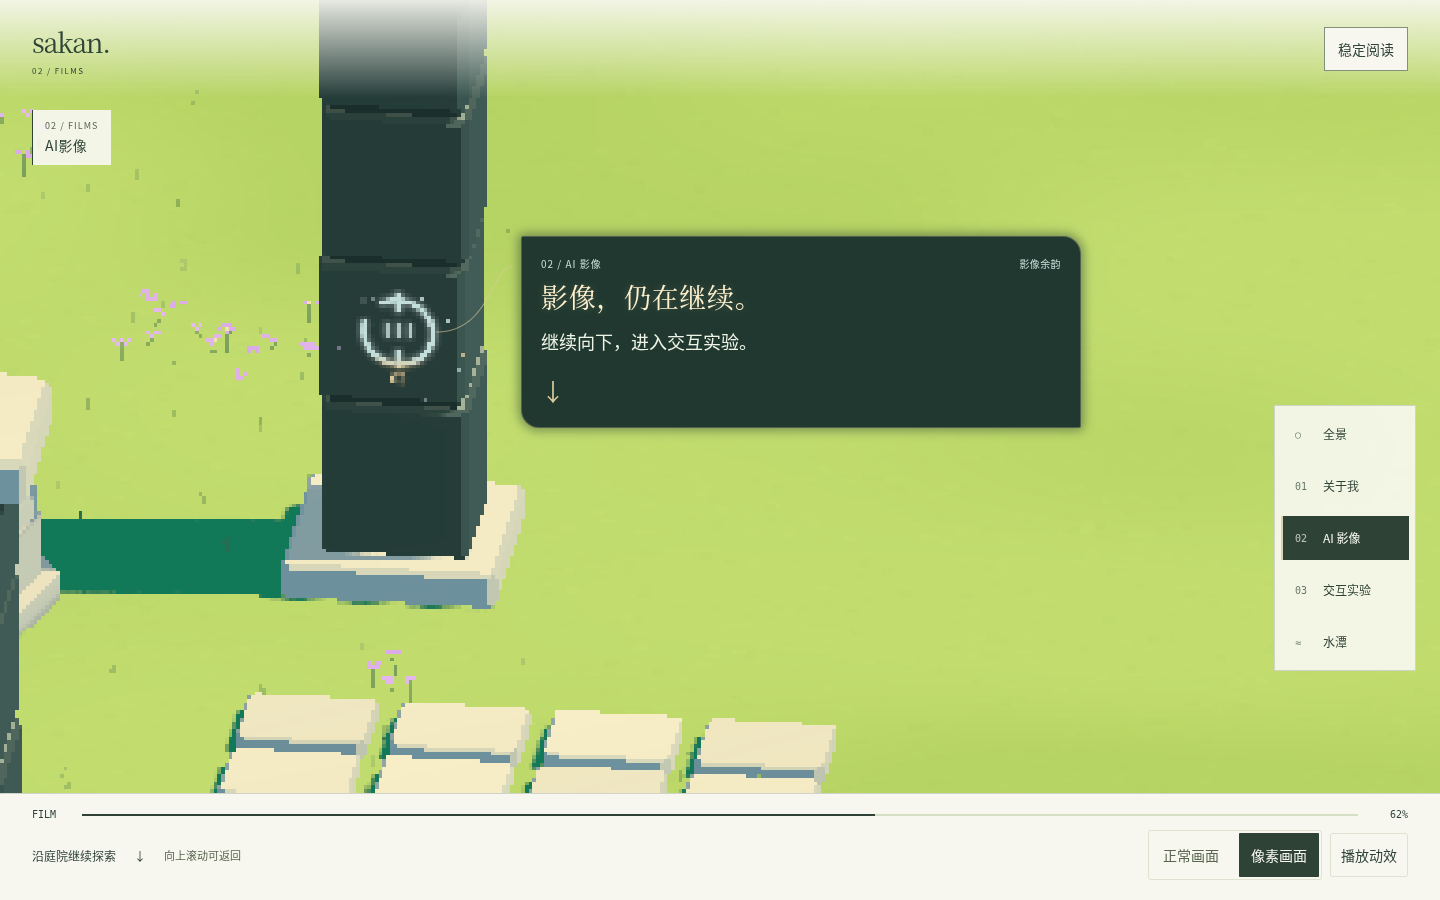 sakan.
02 / FILMS
稳定阅读
02 / FILMS
AI影像
02 / AI 影像
影像余韵
影像，仍在继续。
继续向下，进入交互实验。
↓
○ 全景
01 关于我
02 AI 影像
03 交互实验
≈ 水潭
FILM
62%
沿庭院继续探索 ↓ 向上滚动可返回
正常画面
像素画面
播放动效